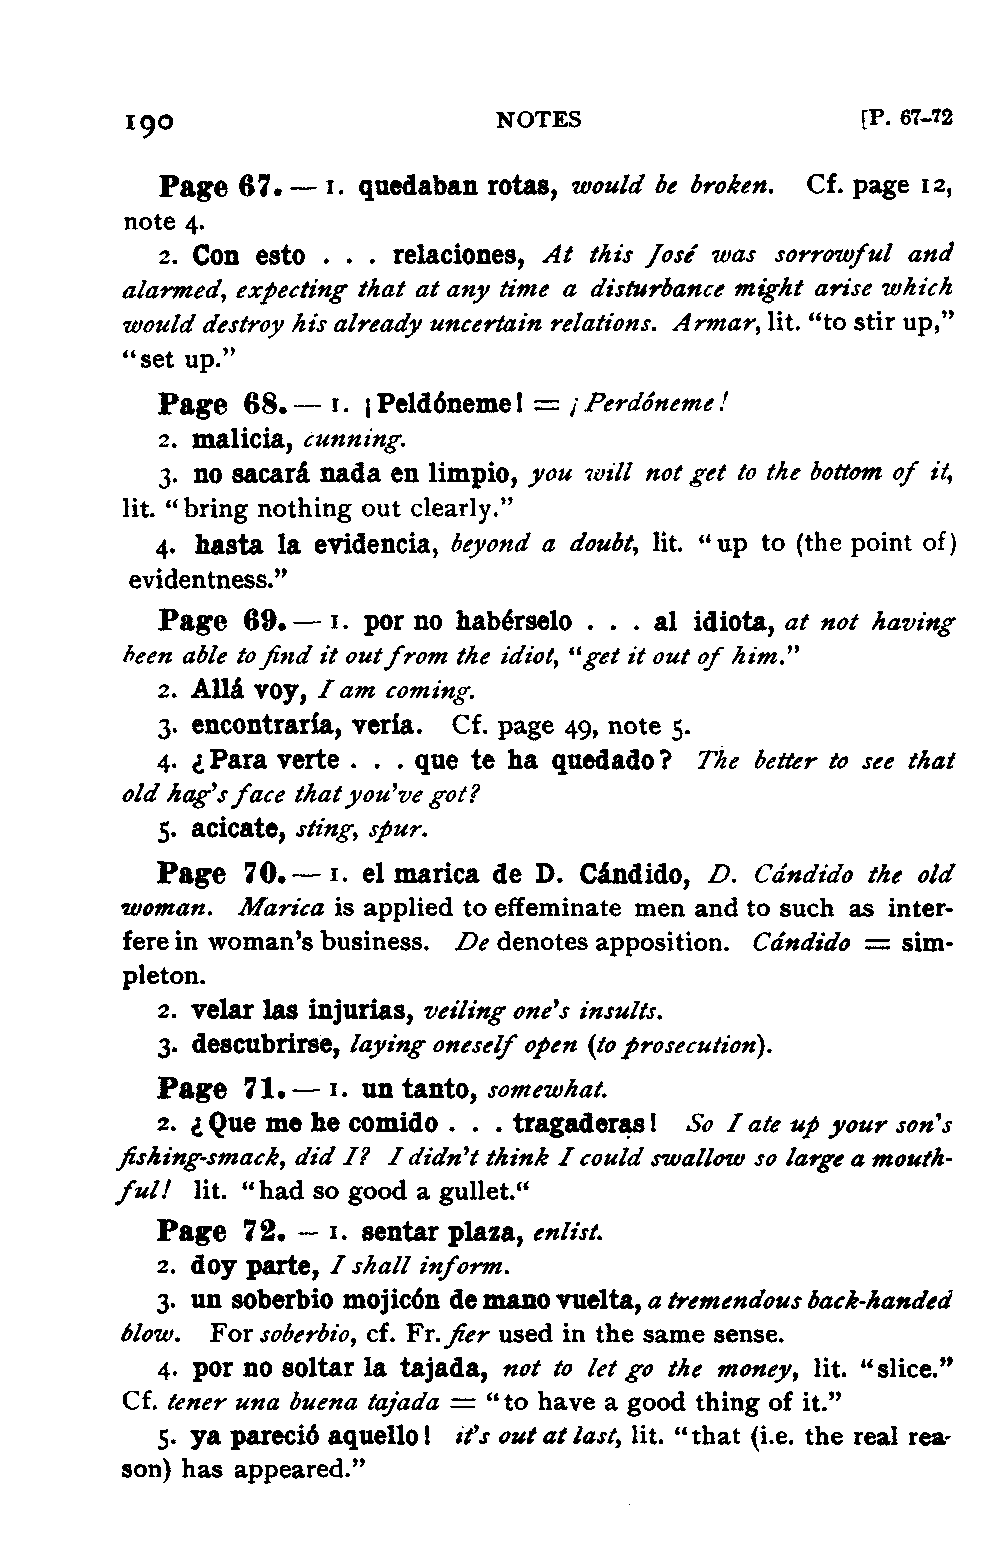 190 NOTES [P. 67-72
Page 67. — 1. quedaban rotas, would be broken. Cf. page 12,
note 4.
2. Con esto . . . relaciones, At this José was sorrowful and
alarmed, expecting that at any time a disturbance might arise which
would destroy his already uncertain relations. Armar, lit. “to stir up,”
“set up.”
Page 68. — 1. ¡Peldóneme! = ¡Perdóneme!
2. malicia, cunning.
3. no sacará nada en limpio, you will not get to the bottom of it,
lit. “bring nothing out clearly.”
4. hasta la evidencia, beyond a doubt, lit. “up to (the point of)
evidentness.”
Page 69. — 1. por no habérselo . . . al idiota, at not having
been able to find it out from the idiot, “get it out of him.”
2. Allá voy, I am coming.
3. encontraría, vería. Cf. page 49, note 5.
4. ¿Para verte . . . que te ha quedado? The better to see that
old hag's face that you've got?
5. acicate, sting, spur.
Page 70. — 1. el marica de D. Cándido, D. Cándido the old
woman. Marica is applied to effeminate men and to such as inter-
fere in woman's business. De denotes apposition. Cándido = sim-
pleton.
2. velar las injurias, veiling one's insults.
3. descubrirse, laying oneself open (to prosecution).
Page 71. — 1. un tanto, somewhat.
2. ¿Que me he comido . . . tragaderas! So I ate up your son's
fishing-smack, did I? I didn't think I could swallow so large a mouth-
ful! lit. “had so good a gullet.“
Page 72. — 1. sentar plaza, enlist.
2. doy parte, I shall inform.
3. un soberbio mojicón de mano vuelta, a tremendous back-handed
blow. For soberbio, cf. Fr. fier used in the same sense.
4. por no soltar la tajada, not to let go the money, lit. “slice.”
Cf. tener una buena tajada = “to have a good thing of it.”
5. ya pareció aquello! it's out at last, lit. “that (i.e. the real rea-
son) has appeared.”